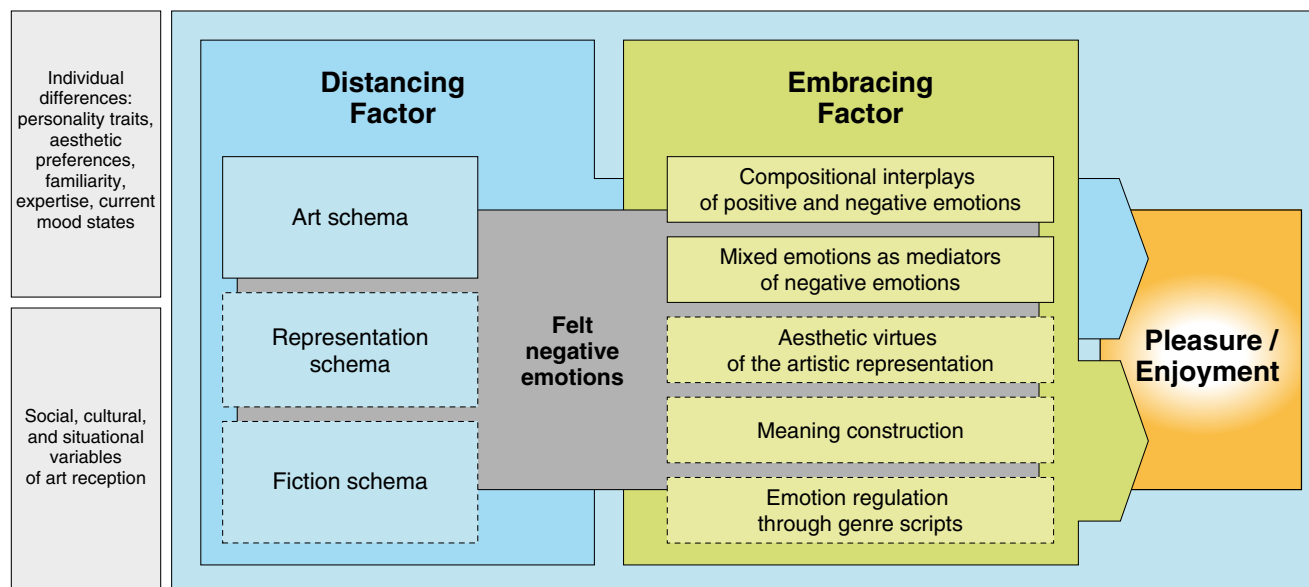 Individual
differences:
personality traits,
aesthetic
preferences,
familiarity,
expertise, current
mood states
Social, cultural,
and situational
variables
of art reception
Distancing
Factor
Art schema
Representation
schema
Fiction schema
Felt
negative
emotions
Embracing
Factor
Compositional interplays
of positive and negative emotions
Mixed emotions as mediators
of negative emotions
Aesthetic virtues
of the artistic representation
Meaning construction
Emotion regulation
through genre scripts
Pleasure /
Enjoyment